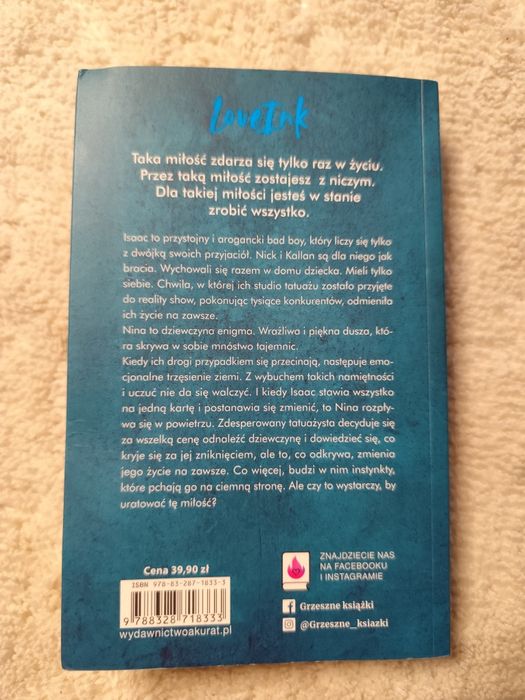 LoveInk
Taka miłość zdarza się tylko raz w życiu.
Przez taką miłość zostajesz z niczym.
Dla takiej miłości jesteś w stanie
zrobić wszystko.
Isaac to przystojny i arogancki bad boy, który liczy się tylko
z dwójką swoich przyjaciół. Nick i Kallan są dla niego jak
bracia. Wychowali się razem w domu dziecka. Mieli tylko
siebie. Chwila, w której ich studio tatuażu zostało przyjęte
do reality show, pokonując tysiące konkurentów, odmieniła
ich życie na zawsze.
Nina to dziewczyna enigma. Wrażliwa i piękna dusza, któ-
ra skrywa w sobie mnóstwo tajemnic.
Kiedy ich drogi przypadkiem się przecinają, następuje emo-
cjonalne trzęsienie ziemi. Z wybuchem takich namiętności
i uczuć nie da się walczyć. I kiedy Isaac stawia wszystko
na jedną kartę i postanawia się zmienić, to Nina rozpły-
wa się w powietrzu. Zdesperowany tatuażysta decyduje się
za wszelką cenę odnaleźć dziewczynę i dowiedzieć się, co
kryje się za jej zniknięciem, ale to, co odkrywa, zmienia
jego życie na zawsze. Co więcej, budzi w nim instynkty,
które pchają go na ciemną stronę. Ale czy to wystarczy, by
uratować tę miłość?
Cena 39,90 zł
ISBN 978-83-287-1833-3
9 788328 718333
wydawnictwoakurat.pl
ZNAJDZIECIE NAS
NA FACEBOOKU
I INSTAGRAMIE
Grzeszne książki
@Grzeszne_ksiazki